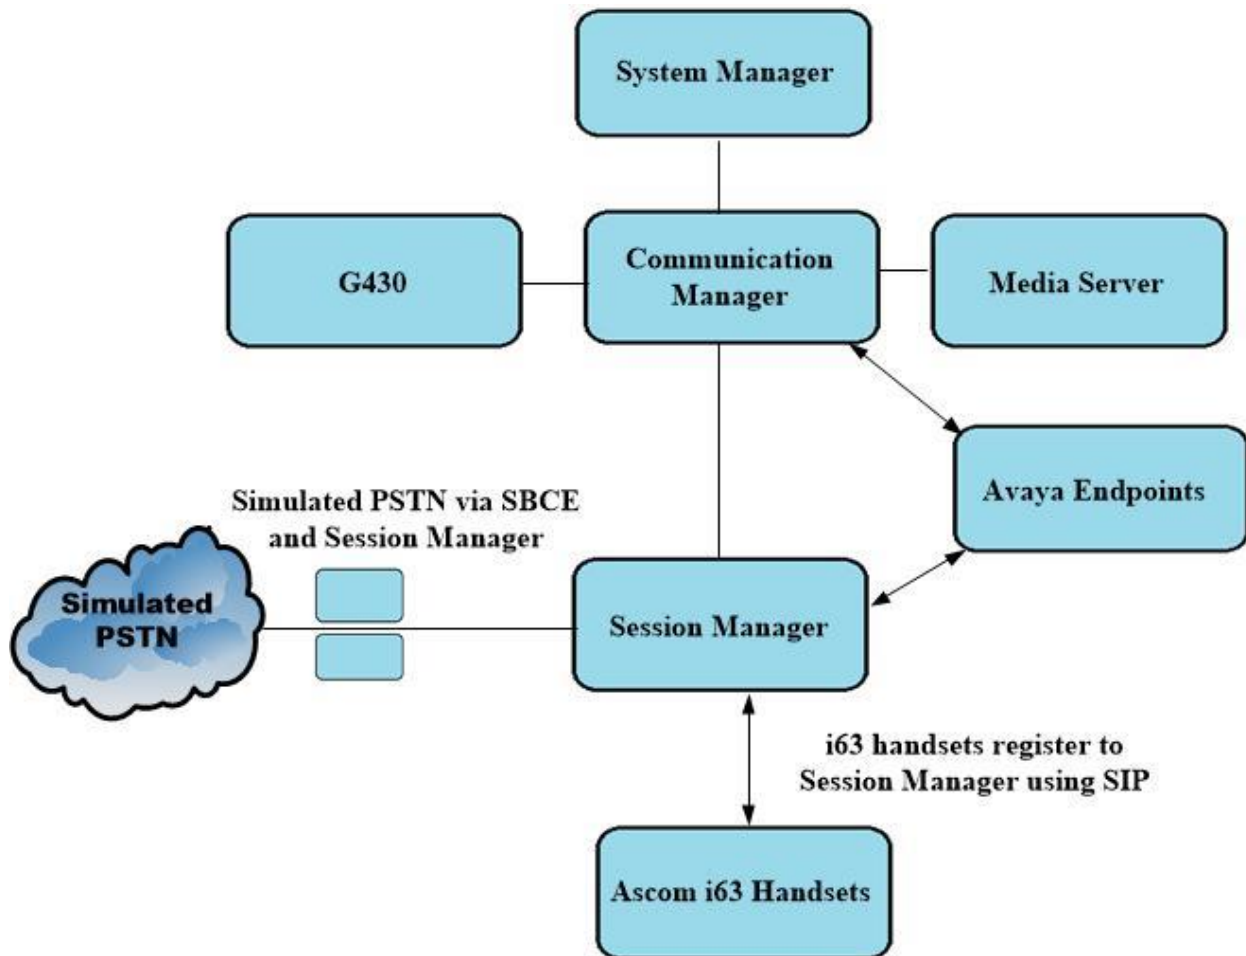 System Manager
G430
Communication
Manager
Media Server
Avaya Endpoints
Simulated PSTN via SBCE
and Session Manager
Simulated
PSTN
Session Manager
i63 handsets register to
Session Manager using SIP
Ascom i63 Handsets